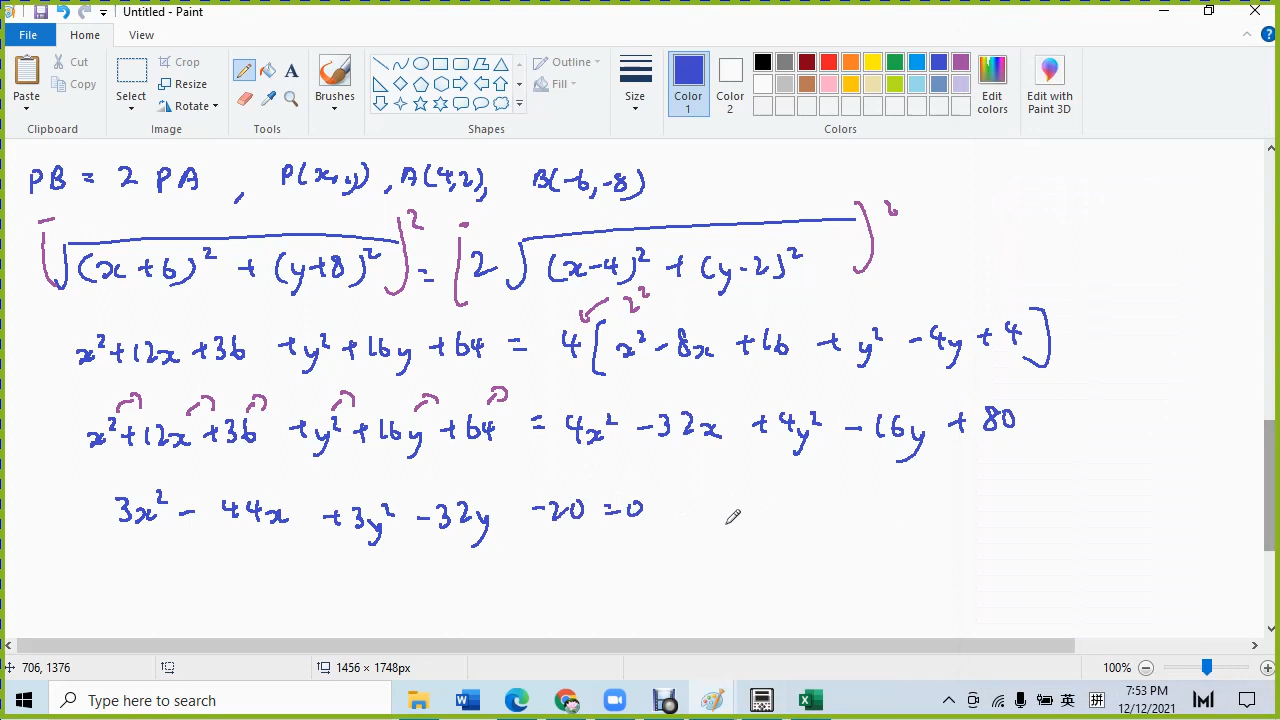 Untitled - Paint
File Home View
Paste Cut Copy
Select Crop Resize Rotate
Brushes
Outline Fill
Size
Color 1 Color 2
Edit colors
Edit with Paint 3D
Clipboard Image Tools Shapes Colors
PB = 2 PA , P(x,y) , A(4,2), B(-6,-8)
[√((x+6)² + (y+8)²)]² = [2√((x-4)² + (y-2)²)]²
2²
x²+12x+36 +y²+16y+64 = 4[x²-8x+16 +y²-4y+4]
x²+12x+36 +y²+16y+64 = 4x²-32x +4y²-16y+80
3x²-44x +3y²-32y -20=0
706, 1376 1456 × 1748px 100%
Type here to search
英 拼 7:53 PM
12/12/2021